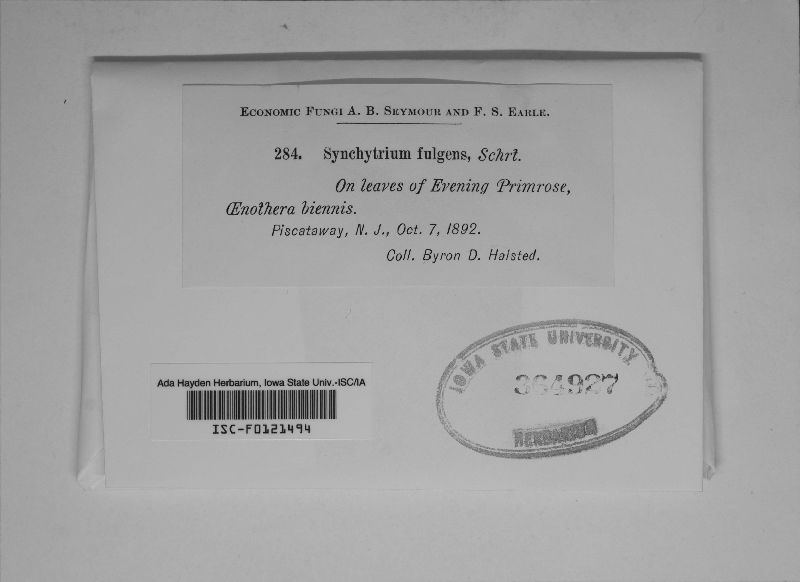 Economic Fungi A. B. Seymour and F. S. Earle.
284. Synchytrium fulgens, Schrt.
On leaves of Evening Primrose,
Œnothera biennis.
Piscataway, N. J., Oct. 7, 1892.
Coll. Byron D. Halsted.
IOWA STATE UNIVERSITY
364927
HERBARIUM
Ada Hayden Herbarium, Iowa State Univ.-ISC/IA
ISC-F0121494